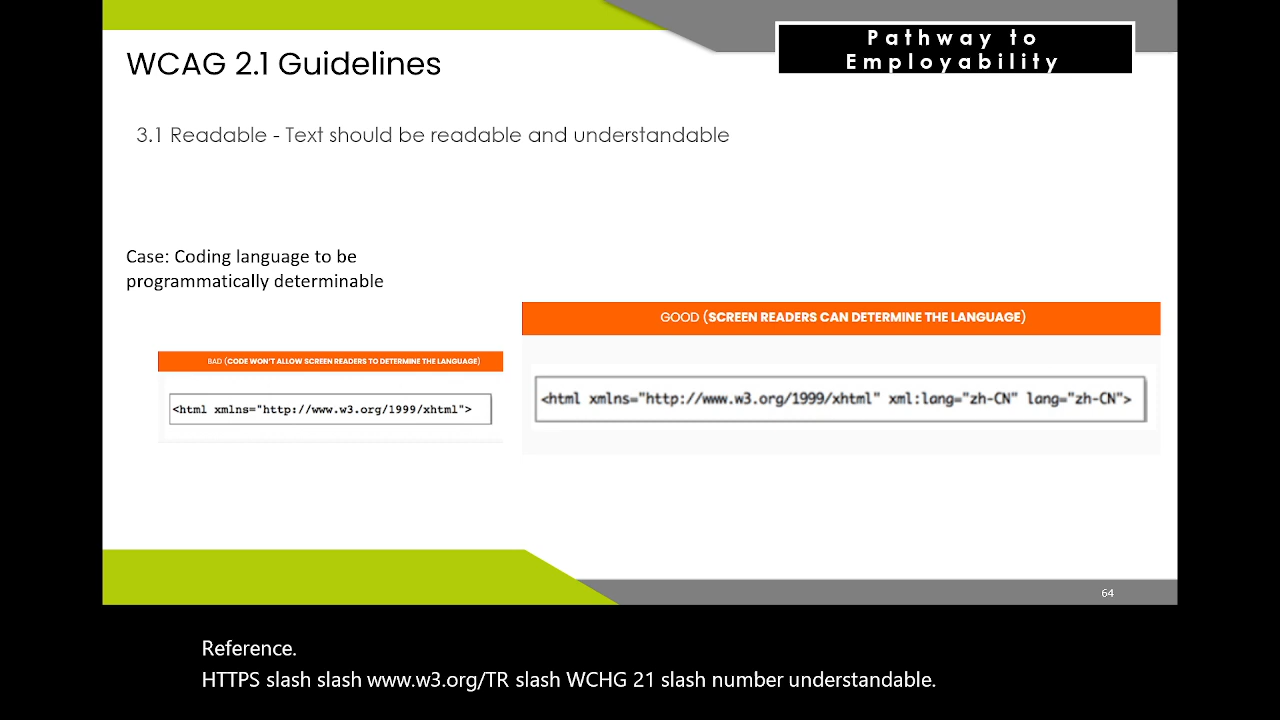 Pathway to
Employability
WCAG 2.1 Guidelines
3.1 Readable - Text should be readable and understandable
Case: Coding language to be
programmatically determinable
GOOD (SCREEN READERS CAN DETERMINE THE LANGUAGE)
BAD (CODE WON'T ALLOW SCREEN READERS TO DETERMINE THE LANGUAGE)
<html xmlns="http://www.w3.org/1999/xhtml" xml:lang="zh-CN" lang="zh-CN">
<html xmlns="http://www.w3.org/1999/xhtml">
64
Reference.
HTTPS slash slash www.w3.org/TR slash WCHG 21 slash number understandable.